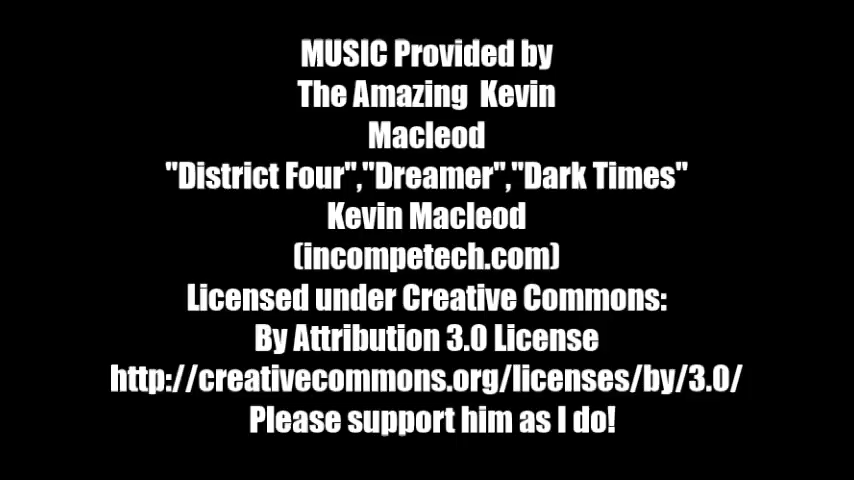 MUSIC Provided by
The Amazing  Kevin
Macleod
"District Four","Dreamer","Dark Times"
Kevin Macleod
(incompetech.com)
Licensed under Creative Commons:
By Attribution 3.0 License
http://creativecommons.org/licenses/by/3.0/
Please support him as I do!